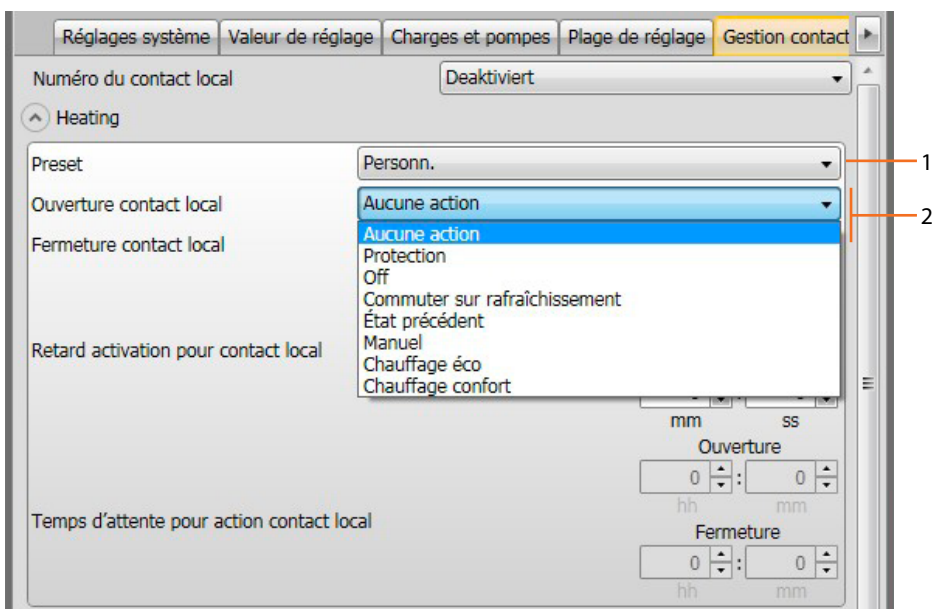 Réglages système Valeur de réglage Charges et pompes Plage de réglage Gestion contact
Numéro du contact local Deaktiviert
Heating
Preset Personn. 1
Ouverture contact local Aucune action 2
Fermeture contact local
Aucune action
Protection
Off
Commuter sur rafraîchissement
État précédent
Manuel
Chauffage éco
Chauffage confort
Retard activation pour contact local
mm ss
Ouverture
0 : 0
hh mm
Temps d'attente pour action contact local
Fermeture
0 : 0
hh mm